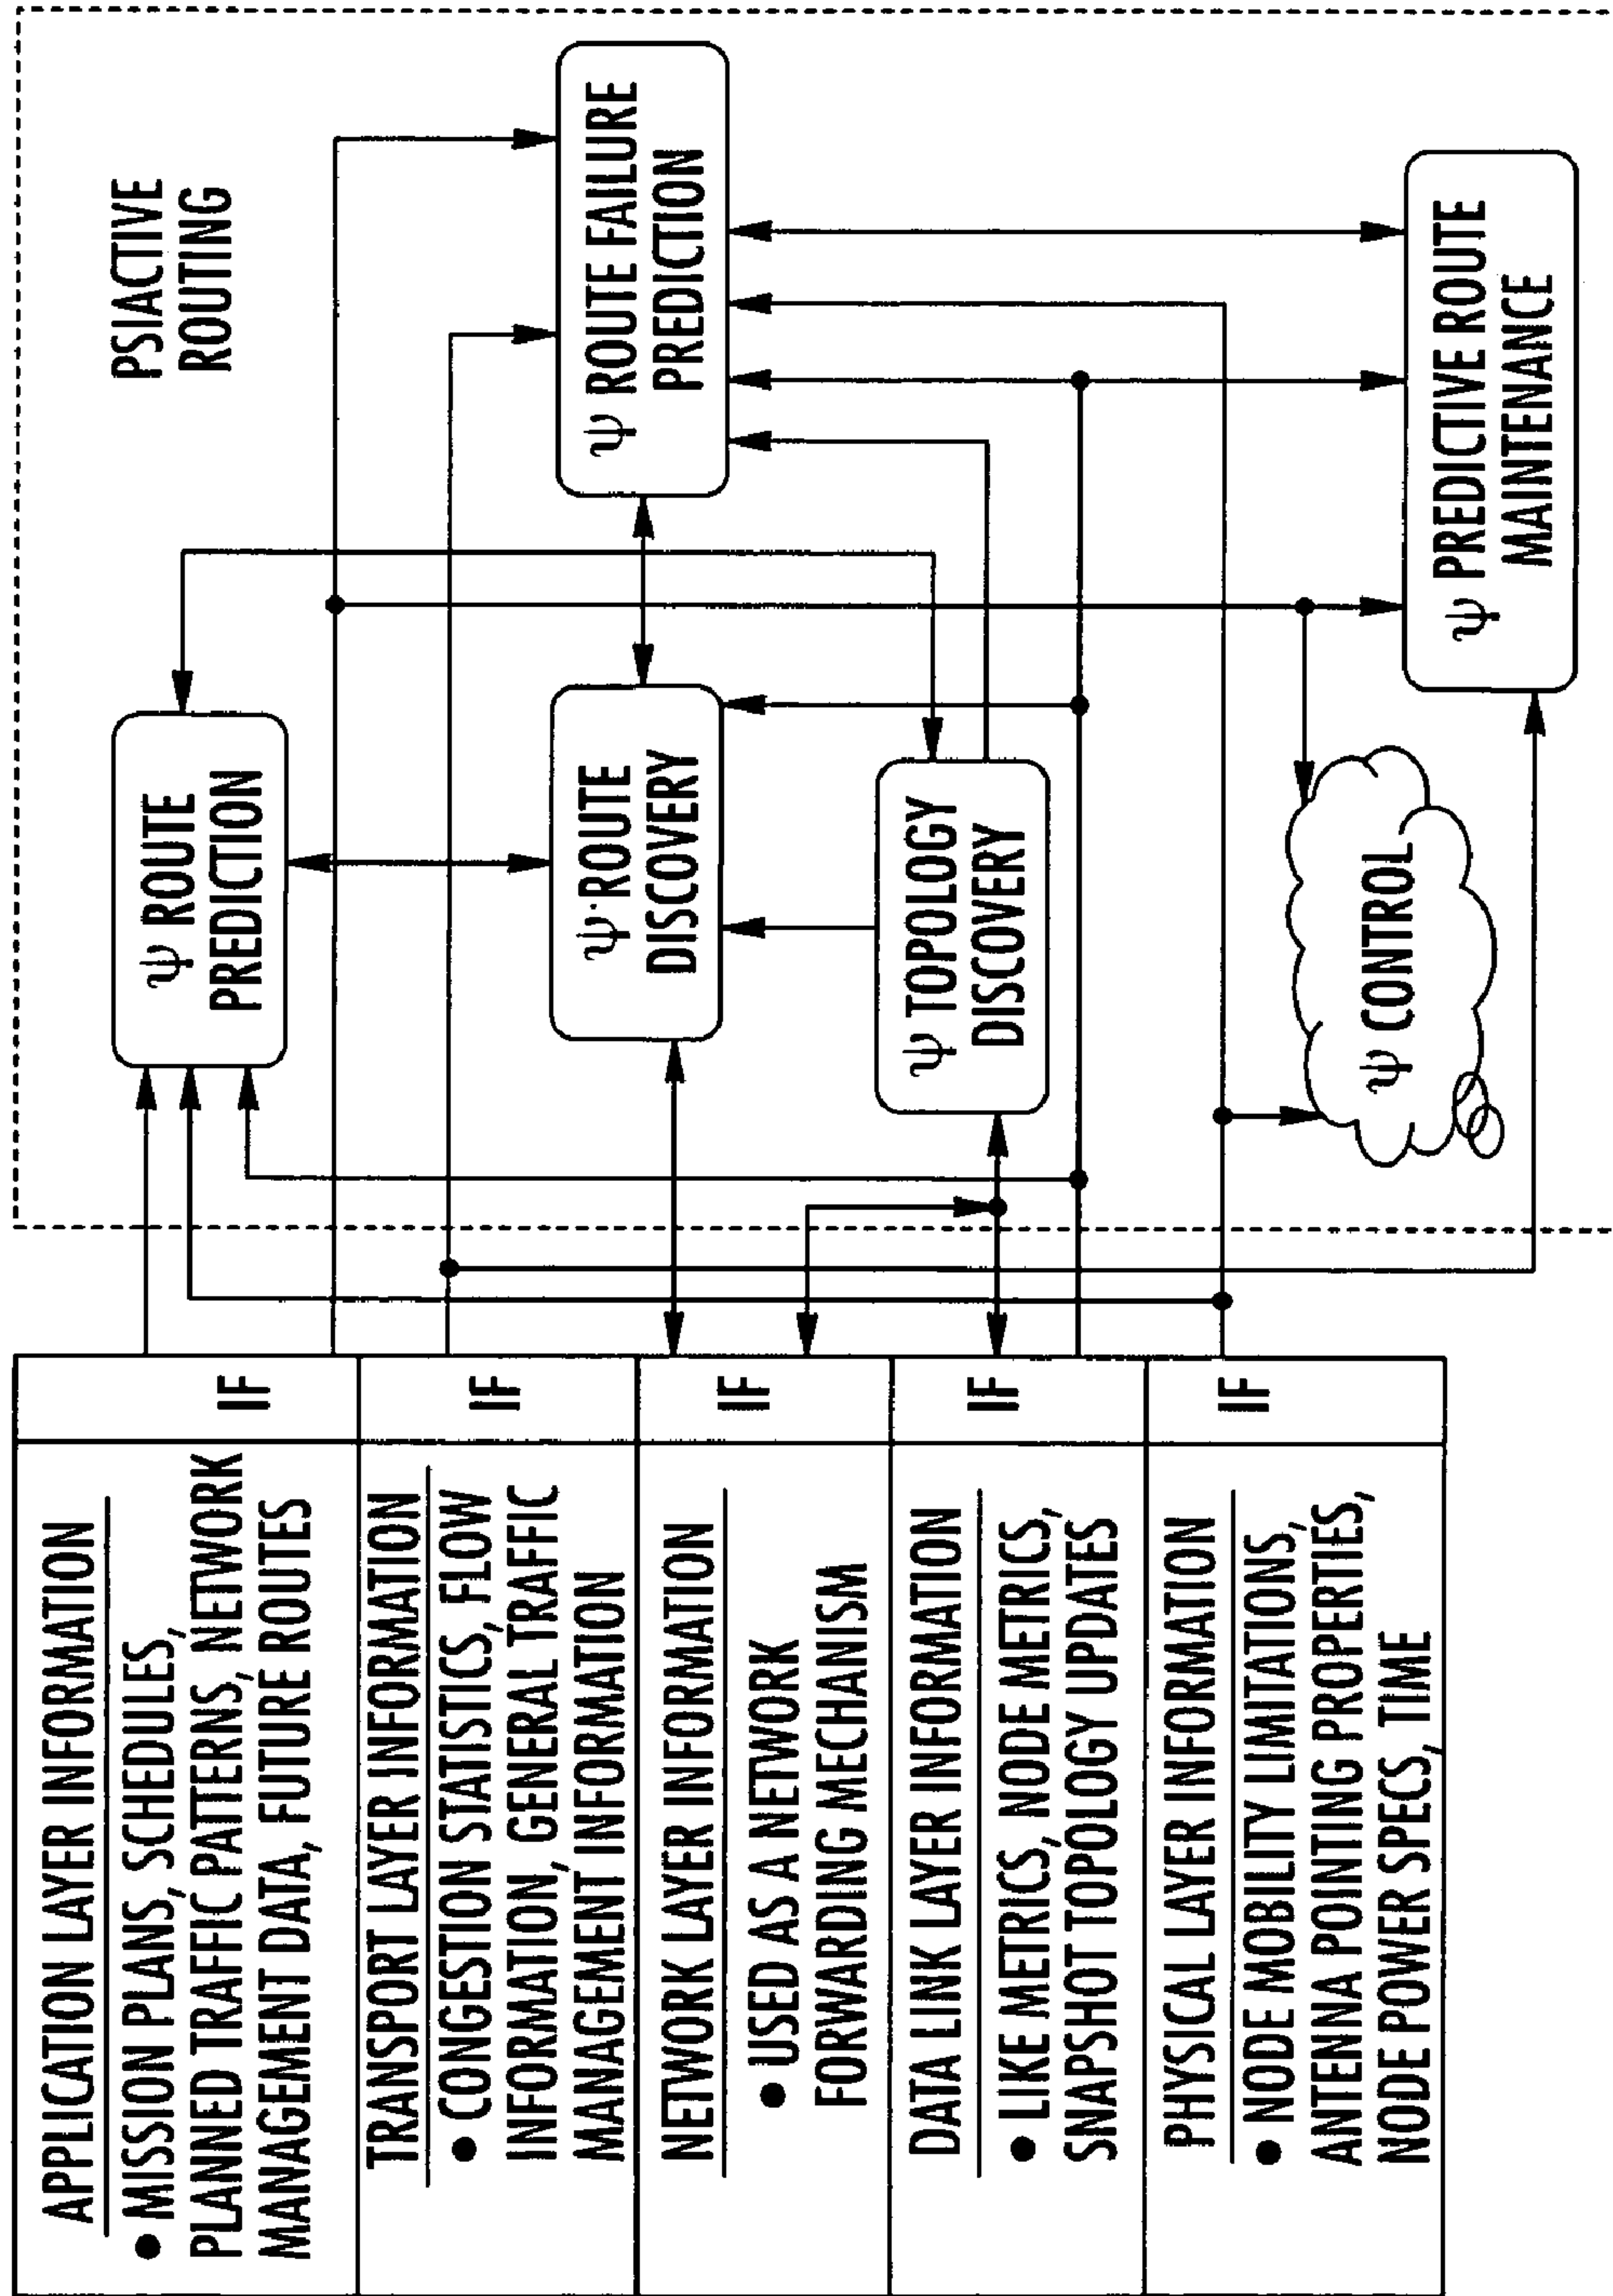 APPLICATION LAYER INFORMATION
• MISSION PLANS, SCHEDULES,
PLANNED TRAFFIC PATTERNS, NETWORK
MANAGEMENT DATA, FUTURE ROUTES
IF
TRANSPORT LAYER INFORMATION
• CONGESTION STATISTICS, FLOW
INFORMATION, GENERAL TRAFFIC
MANAGEMENT INFORMATION
IF
NETWORK LAYER INFORMATION
• USED AS A NETWORK
FORWARDING MECHANISM
IF
DATA LINK LAYER INFORMATION
• LIKE METRICS, NODE METRICS,
SNAPSHOT TOPOLOGY UPDATES
IF
PHYSICAL LAYER INFORMATION
• NODE MOBILITY LIMITATIONS,
ANTENNA POINTING PROPERTIES,
NODE POWER SPECS, TIME
IF
PSIACTIVE
ROUTING
ψ ROUTE
PREDICTION
ψ ROUTE
DISCOVERY
ψ TOPOLOGY
DISCOVERY
ψ CONTROL
ψ ROUTE FAILURE
PREDICTION
ψ PREDICTIVE ROUTE
MAINTENANCE